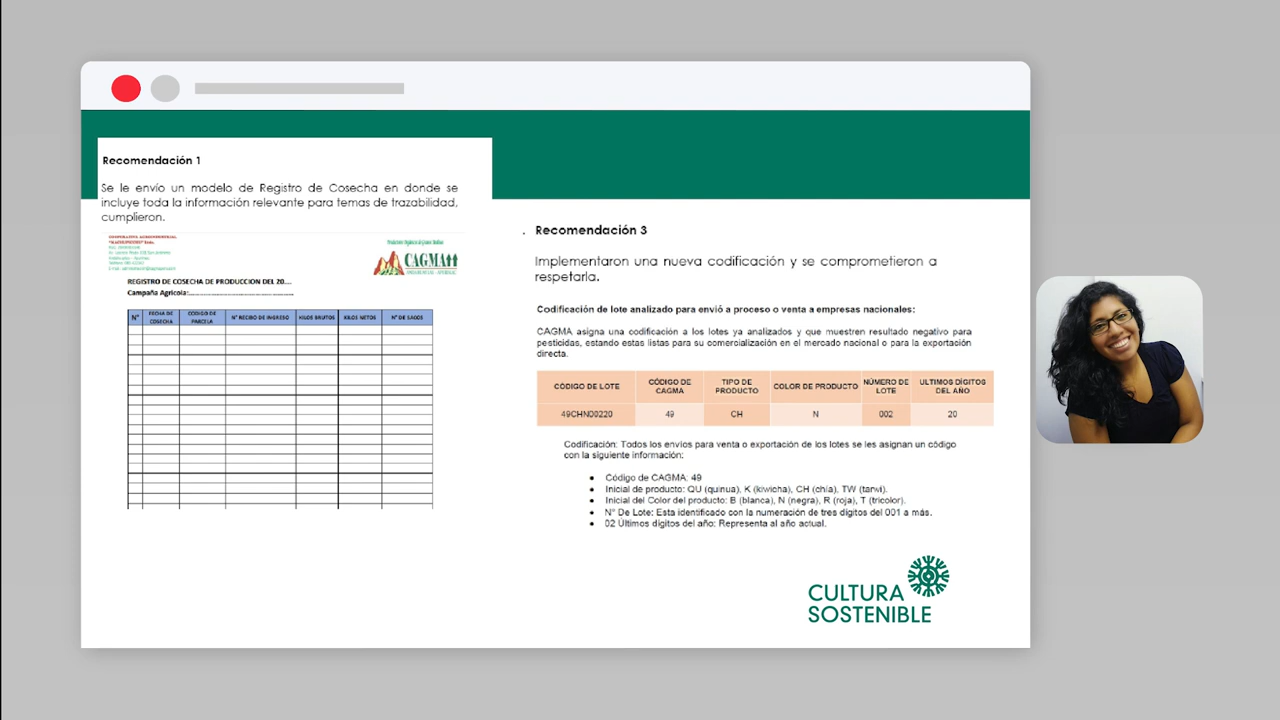 Recomendación 1
Se le envío un modelo de Registro de Cosecha en donde se
incluye toda la información relevante para temas de trazabilidad,
cumplieron.
CAGMA
REGISTRO DE COSECHA DE PRODUCCION DEL 20....
Campaña Agricola:
N° FECHA DE COSECHA CODIGO DE PARCELA N° RECIBO DE INGRESO KILOS BRUTOS KILOS NETOS N° DE SACOS
. Recomendación 3
Implementaron una nueva codificación y se comprometieron a
respetarla.
Codificación de lote analizado para envió a proceso o venta a empresas nacionales:
CAGMA asigna una codificación a los lotes ya analizados y que muestren resultado negativo para
pesticidas, estando estas listas para su comercialización en el mercado nacional o para la exportación
directa.
CÓDIGO DE LOTE CÓDIGO DE CAGMA TIPO DE PRODUCTO COLOR DE PRODUCTO NÚMERO DE LOTE ULTIMOS DÍGITOS DEL AÑO
49CHN00220 49 CH N 002 20
Codificación: Todos los envios para venta o exportación de los lotes se les asignan un código
con la siguiente información:
• Código de CAGMA: 49
• Inicial de producto: QU (quinua), K (kiwicha), CH (chía), TW (tarwi).
• Inicial del Color del producto: B (blanca), N (negra), R (roja), T (tricolor).
• N° De Lote: Esta identificado con la numeración de tres dígitos del 001 a más.
• 02 Últimos dígitos del año: Representa al año actual.
CULTURA
SOSTENIBLE